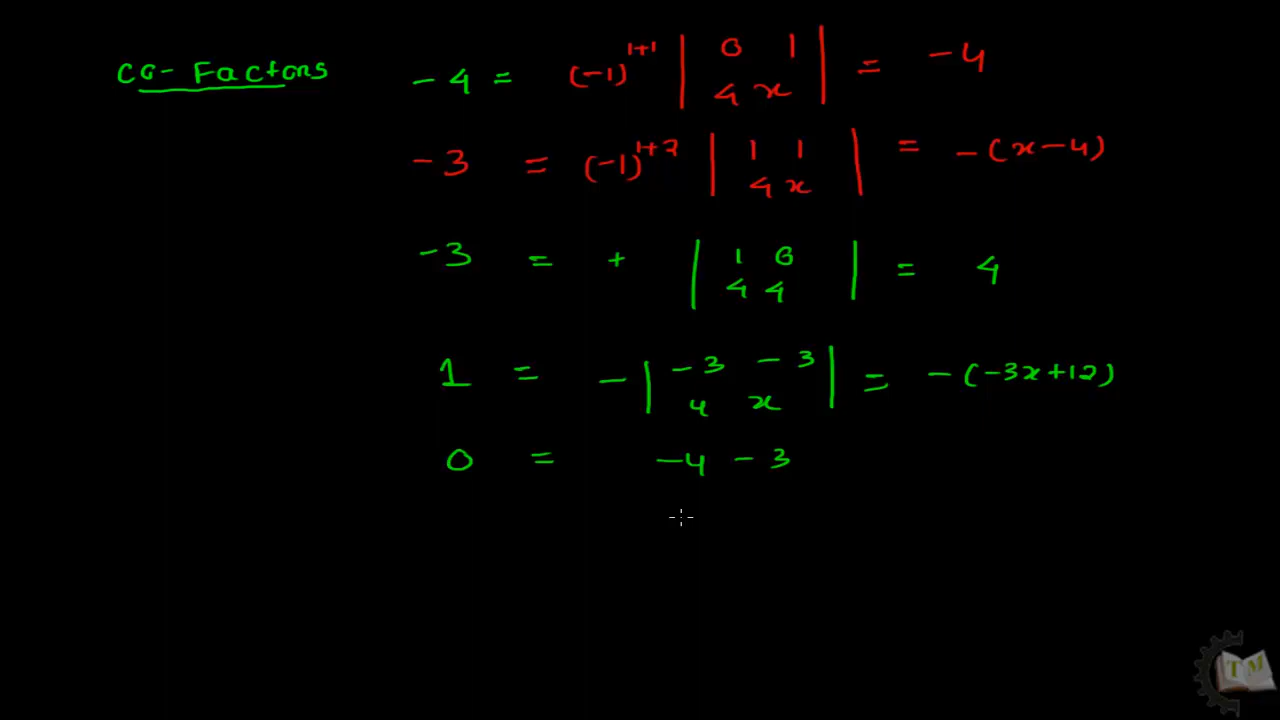 Co-Factors
-4 = (-1)^{1+1} | 0 1 | = -4
4 x
-3 = (-1)^{1+2} | 1 1 | = -(x-4)
4 x
-3 = + | 1 0 | = 4
4 4
1 = - | -3 -3 | = -(-3x+12)
4 x
0 = -4 -3
TM